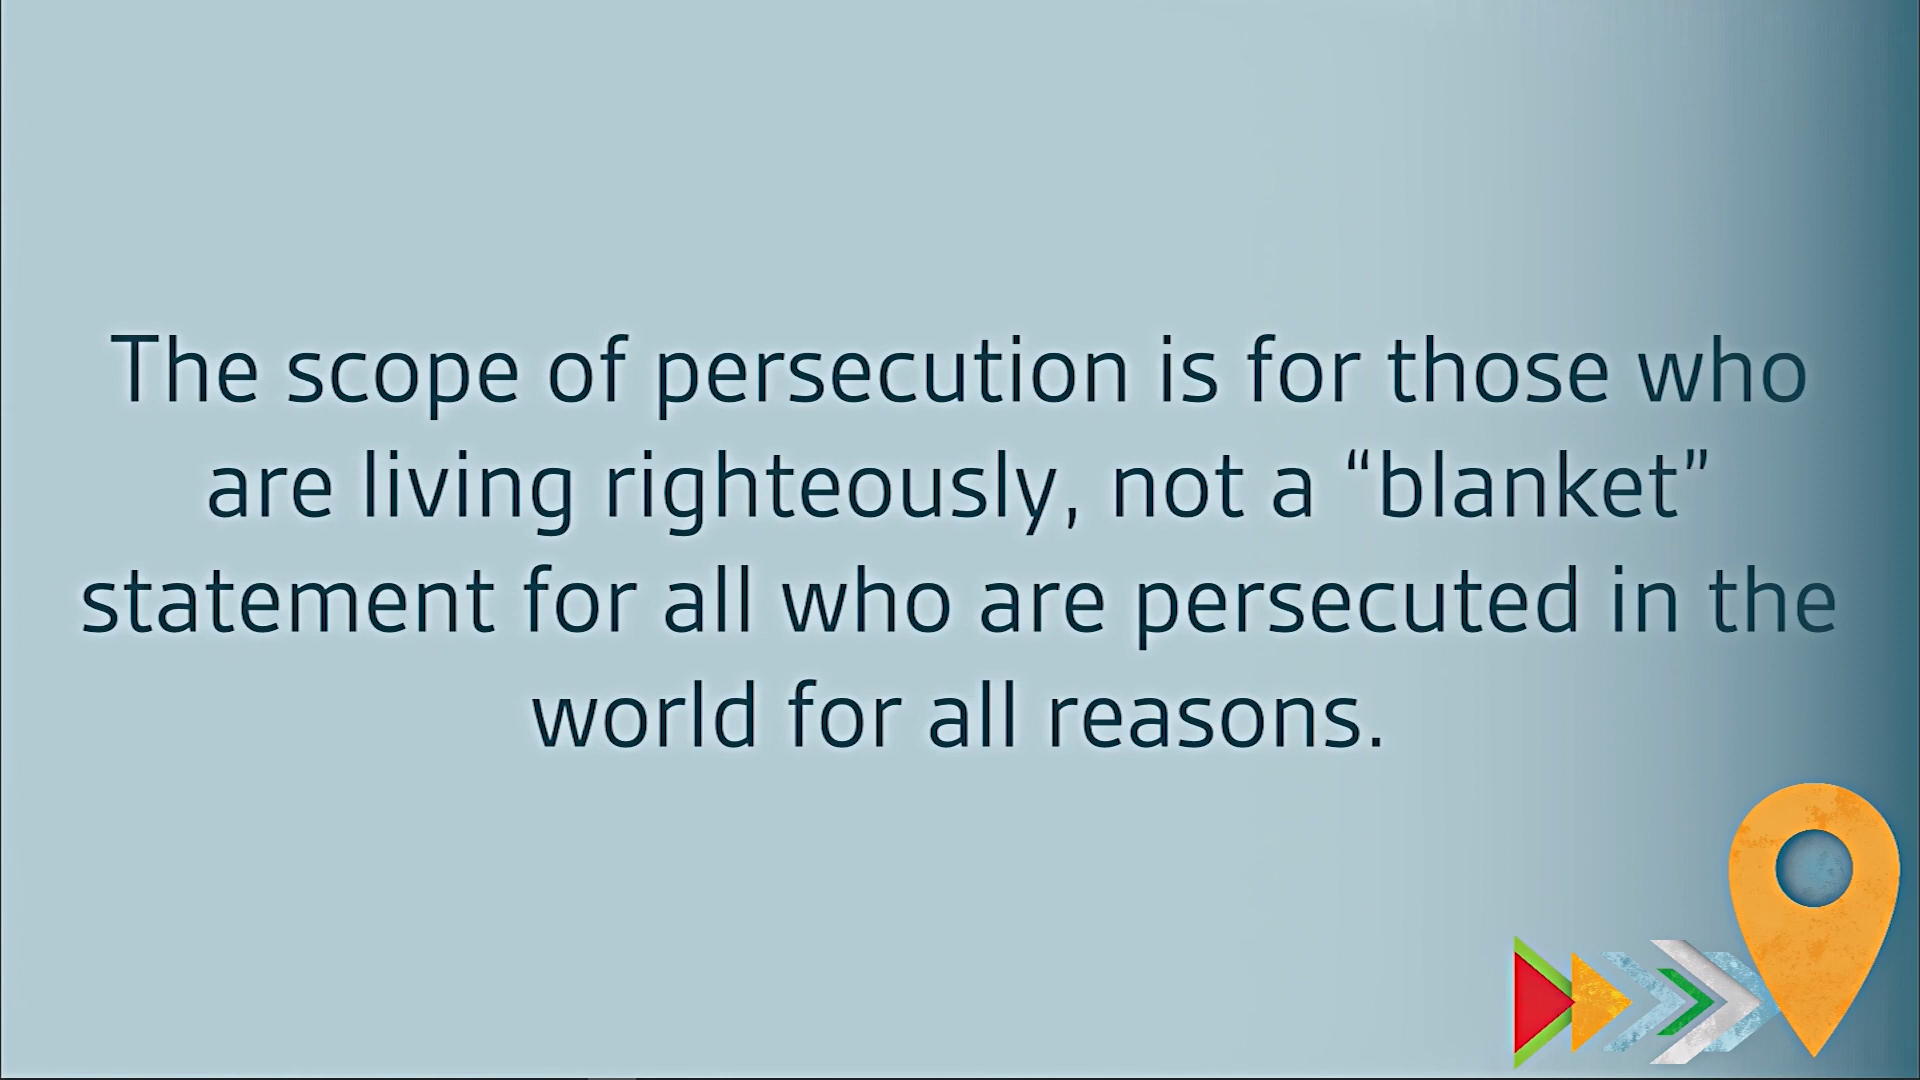 The scope of persecution is for those who
are living righteously, not a “blanket”
statement for all who are persecuted in the
world for all reasons.